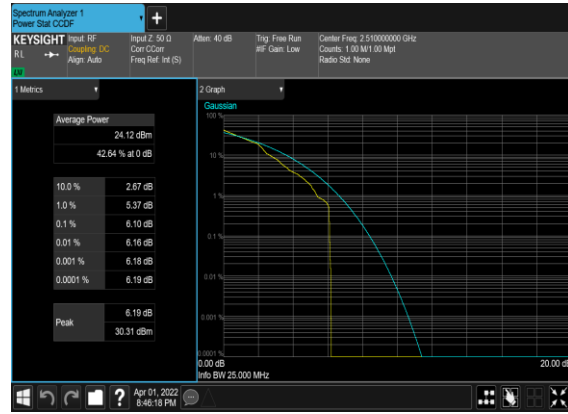 Spectrum Analyzer 1
Power Stat CCDF
KEYSIGHT
R L
Input: RF
Coupling: DC
Align: Auto
Input Z: 50 Ω
Corr CCorr
Freq Ref: Int (S)
Atten: 40 dB
Trig: Free Run
#IF Gain: Low
Center Freq: 2.510000000 GHz
Counts: 1.00 M/1.00 Mpt
Radio Std: None
1 Metrics
Average Power
24.12 dBm
42.64 % at 0 dB
10.0 % 2.67 dB
1.0 % 5.37 dB
0.1 % 6.10 dB
0.01 % 6.16 dB
0.001 % 6.18 dB
0.0001 % 6.19 dB
Peak 6.19 dB
30.31 dBm
2 Graph
Gaussian
100 %
10 %
1 %
0.1 %
0.01 %
0.001 %
0.0001 %
0.00 dB 20.00 dB
Info BW 25.000 MHz
Apr 01, 2022
8:46:18 PM